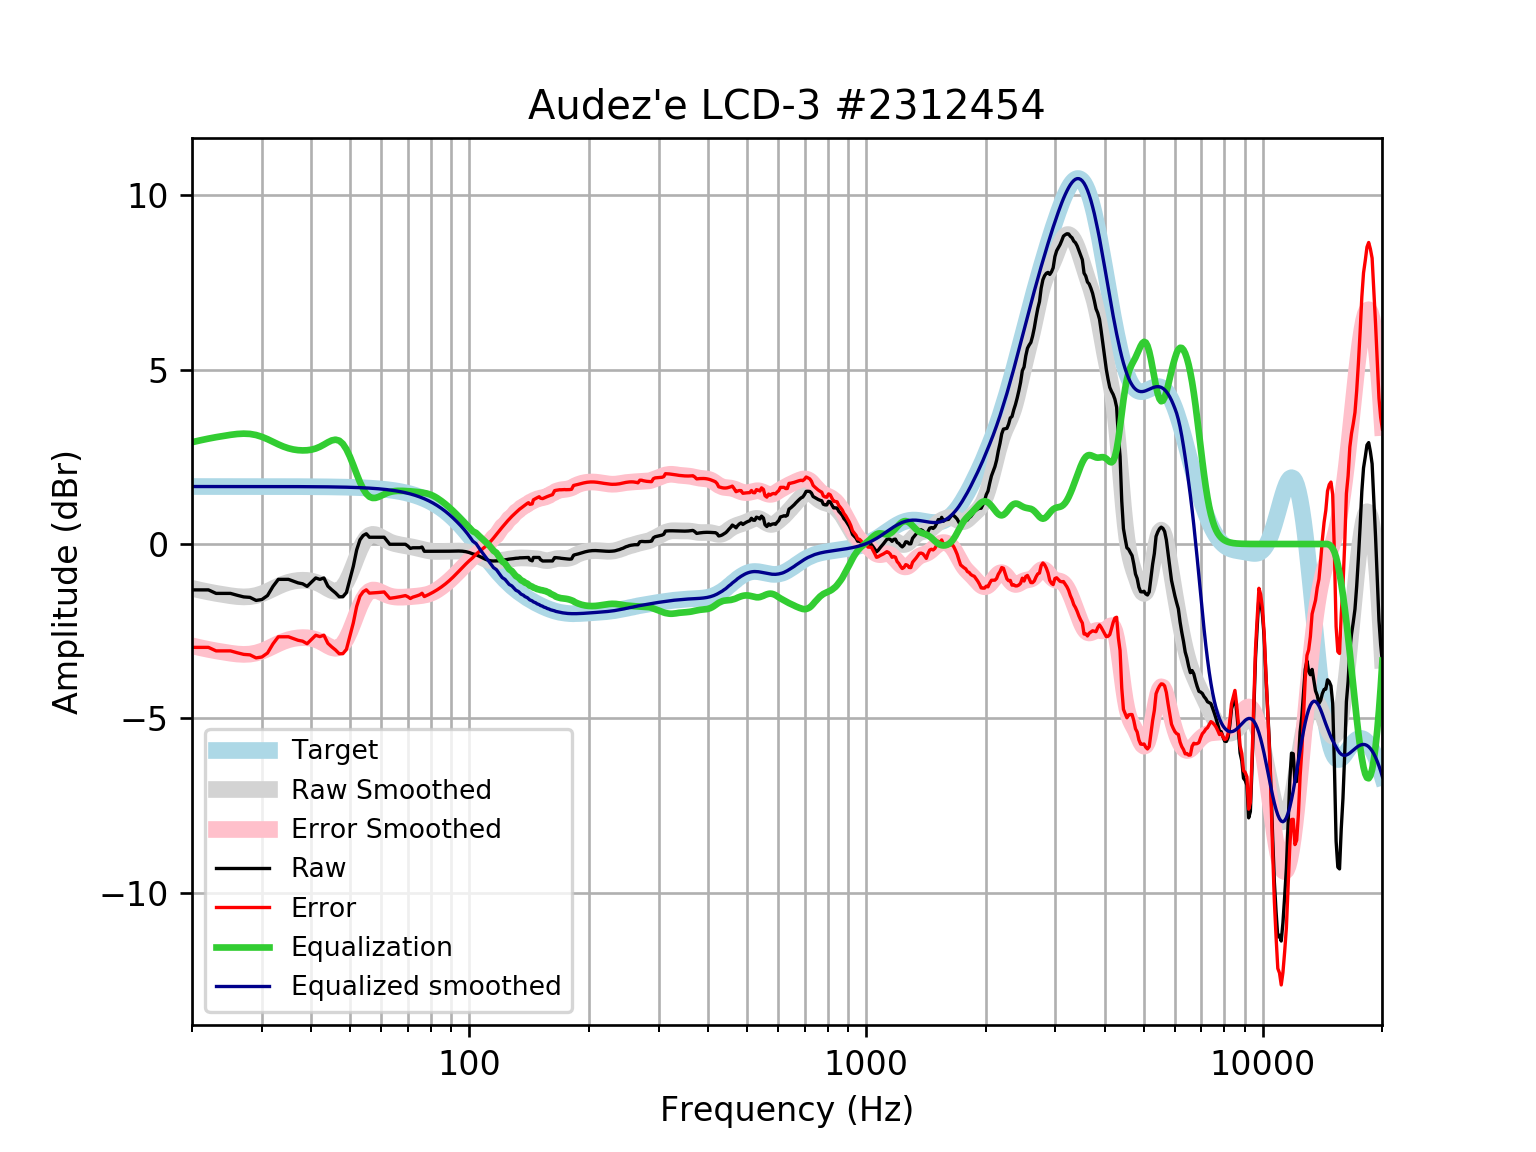 Audez'e LCD-3 #2312454
Amplitude (dBr)
10
5
0
−5
−10
Target
Raw Smoothed
Error Smoothed
Raw
Error
Equalization
Equalized smoothed
100
1000
10000
Frequency (Hz)